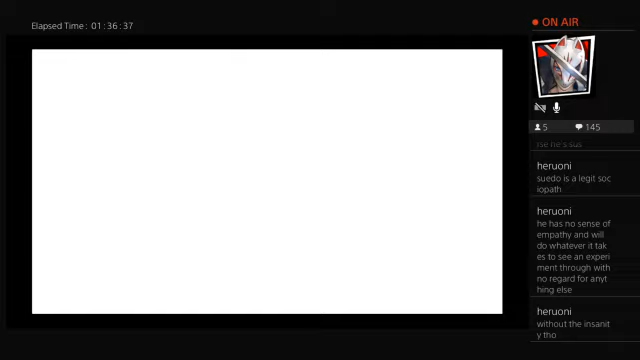 Elapsed Time : 01 : 36 : 37
ON AIR
5
145
heruoni
suedo is a legit soc
iopath
heruoni
he has no sense of
empathy and will
do whatever it tak
es to see an experi
ment through with
no regard for anyt
hing else
heruoni
without the insanit
y tho